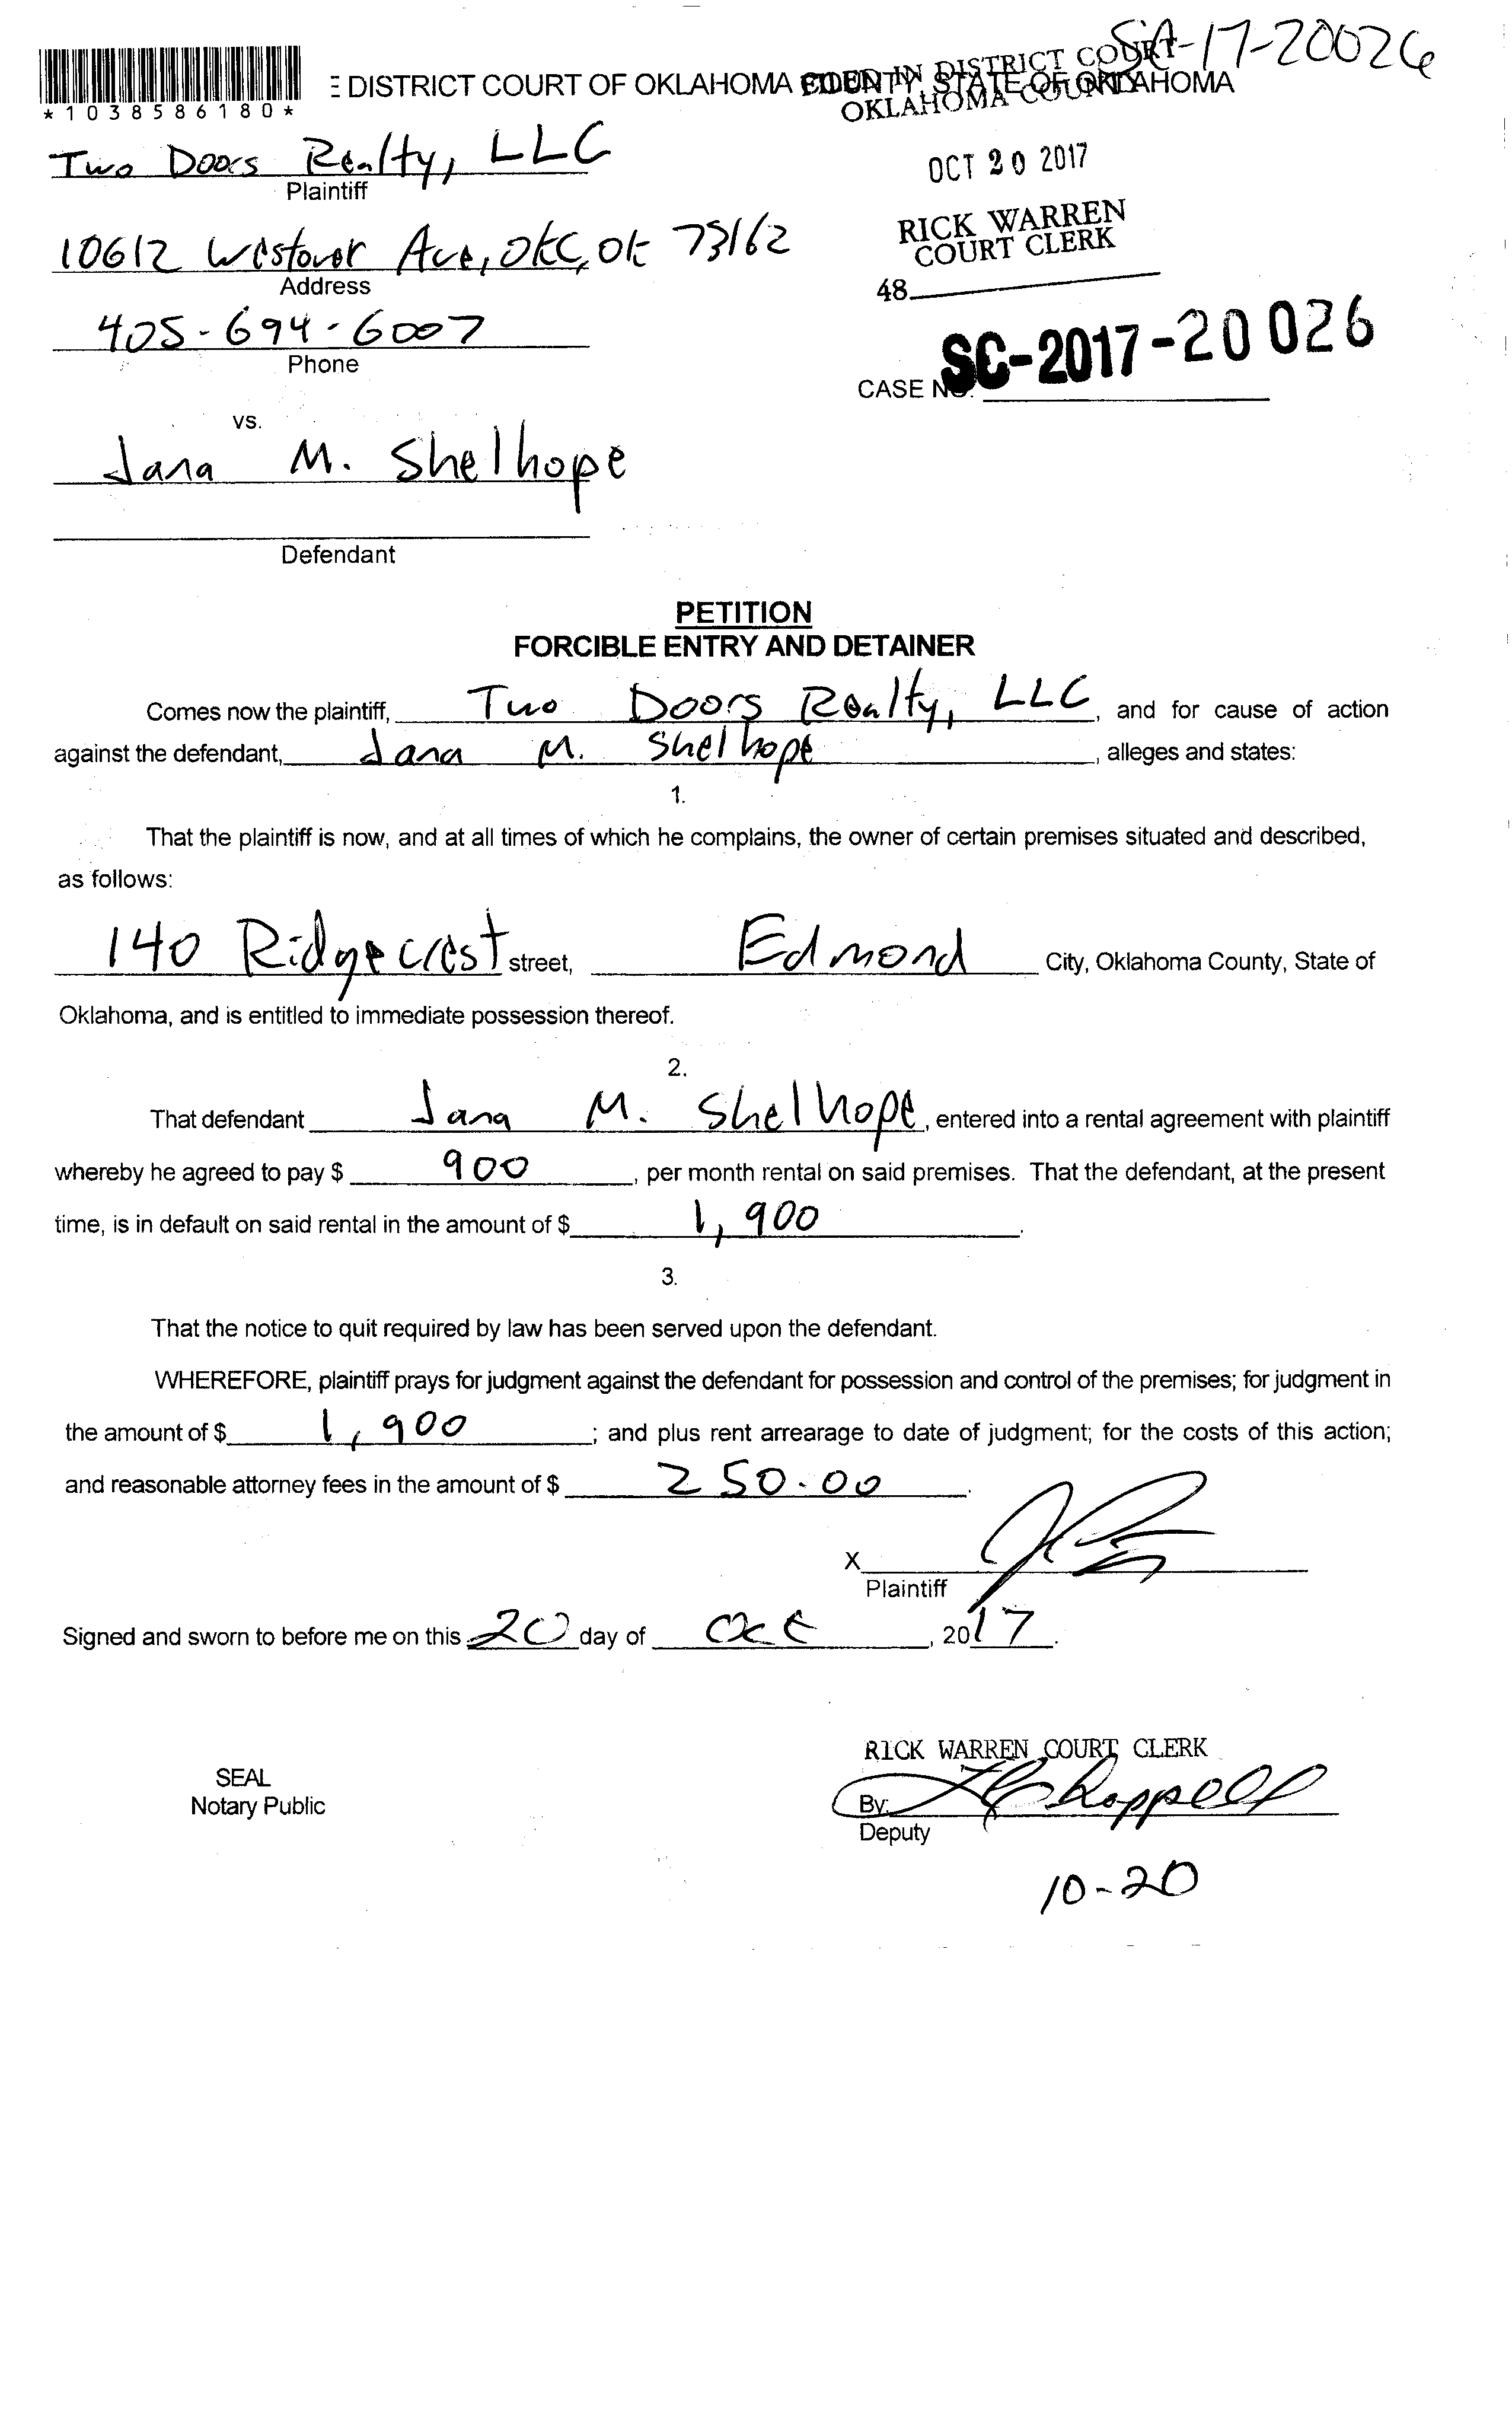 SC-17-20026
E DISTRICT COURT OF OKLAHOMA COUNTY, STATE OF OKLAHOMA
FILED IN DISTRICT COURT
OKLAHOMA COUNTY
*1038586180*
Two Doors Realty, LLC
Plaintiff
OCT 20 2017
10612 Westover Ave, OKC, OK 73162
Address
RICK WARREN
COURT CLERK
48
405-694-6007
Phone
CASE NO. SC-2017-20026
vs.
Jana M. Shelhope
Defendant
PETITION
FORCIBLE ENTRY AND DETAINER
Comes now the plaintiff, Two Doors Realty, LLC, and for cause of action
against the defendant, Jana M. Shelhope, alleges and states:
1.
That the plaintiff is now, and at all times of which he complains, the owner of certain premises situated and described,
as follows:
140 Ridgecrest street, Edmond City, Oklahoma County, State of
Oklahoma, and is entitled to immediate possession thereof.
2.
That defendant Jana M. Shelhope, entered into a rental agreement with plaintiff
whereby he agreed to pay $ 900, per month rental on said premises. That the defendant, at the present
time, is in default on said rental in the amount of $ 1,900.
3.
That the notice to quit required by law has been served upon the defendant.
WHEREFORE, plaintiff prays for judgment against the defendant for possession and control of the premises; for judgment in
the amount of $ 1,900; and plus rent arrearage to date of judgment; for the costs of this action;
and reasonable attorney fees in the amount of $ 250.00.
X
Plaintiff
Signed and sworn to before me on this 20 day of Oct, 2017.
RICK WARREN COURT CLERK
SEAL
Notary Public
By: Chappell
Deputy
10-20